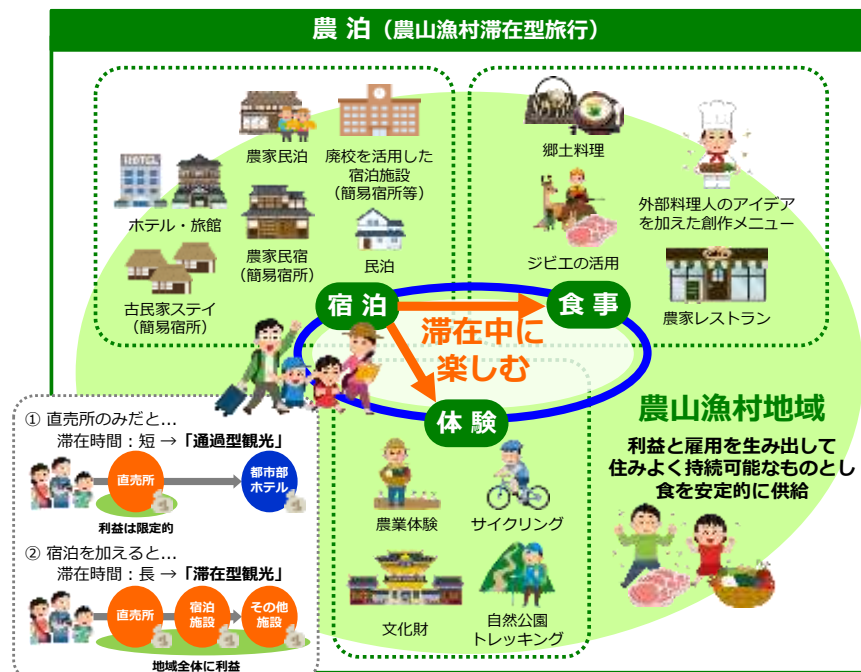 農 泊（農山漁村滞在型旅行）
農家民泊
廃校を活用した
宿泊施設
（簡易宿所等）
HOTEL
ホテル・旅館
農家民宿
（簡易宿所）
民泊
古民家ステイ
（簡易宿所）
郷土料理
外部料理人のアイデア
を加えた創作メニュー
ジビエの活用
農家レストラン
宿 泊
食 事
滞在中に
楽しむ
体 験
農業体験
サイクリング
文化財
自然公園
トレッキング
農山漁村地域
利益と雇用を生み出して
住みよく持続可能なものとし
食を安定的に供給
① 直売所のみだと…
滞在時間：短 →「通過型観光」
直売所
都市部
ホテル
利益は限定的
② 宿泊を加えると…
滞在時間：長 →「滞在型観光」
直売所
宿泊
施設
その他
施設
地域全体に利益